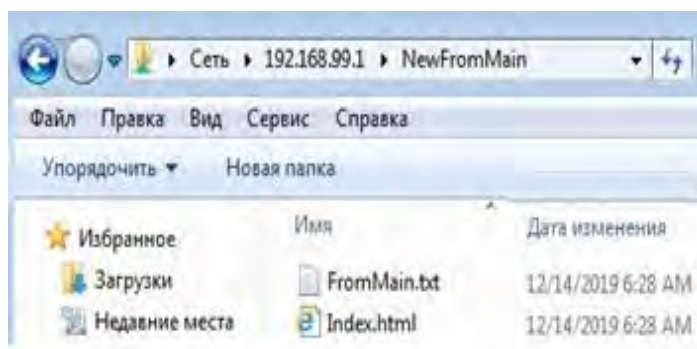 Сеть 192.168.99.1 NewFromMain
Файл Правка Вид Сервис Справка
Упорядочить Новая папка
Избранное Имя Дата изменения
Загрузки FromMain.txt 12/14/2019 6:28 AM
Недавние места Index.html 12/14/2019 6:28 AM